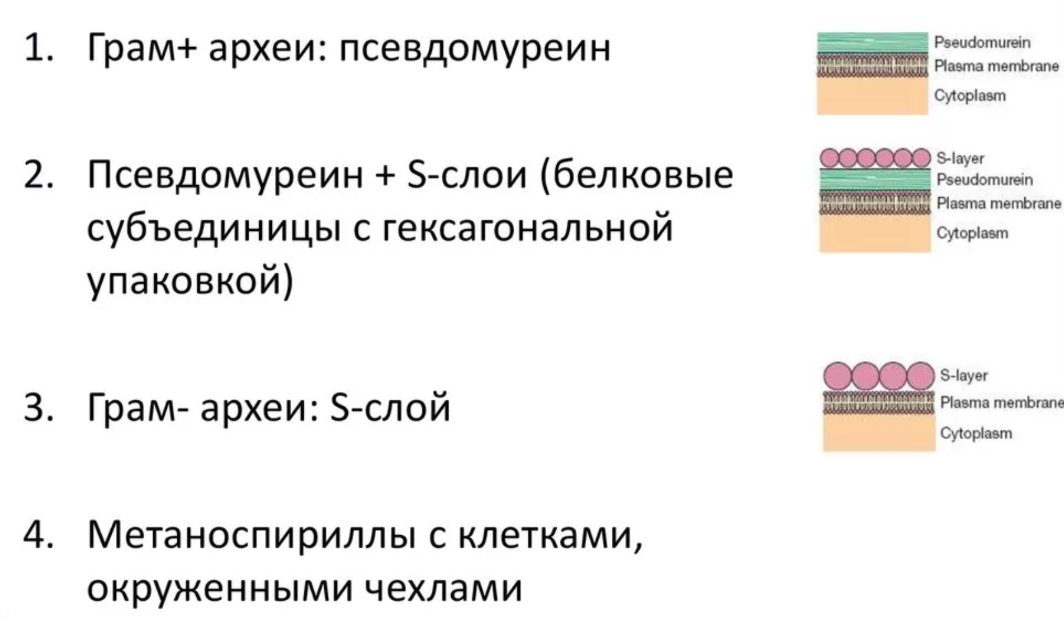 1. Грам+ археи: псевдомуреин
Pseudomurein
Plasma membrane
Cytoplasm
2. Псевдомуреин + S-слои (белковые
субъединицы с гексагональной
упаковкой)
S-layer
Pseudomurein
Plasma membrane
Cytoplasm
3. Грам- археи: S-слой
S-layer
Plasma membrane
Cytoplasm
4. Метаноспириллы с клетками,
окруженными чехлами